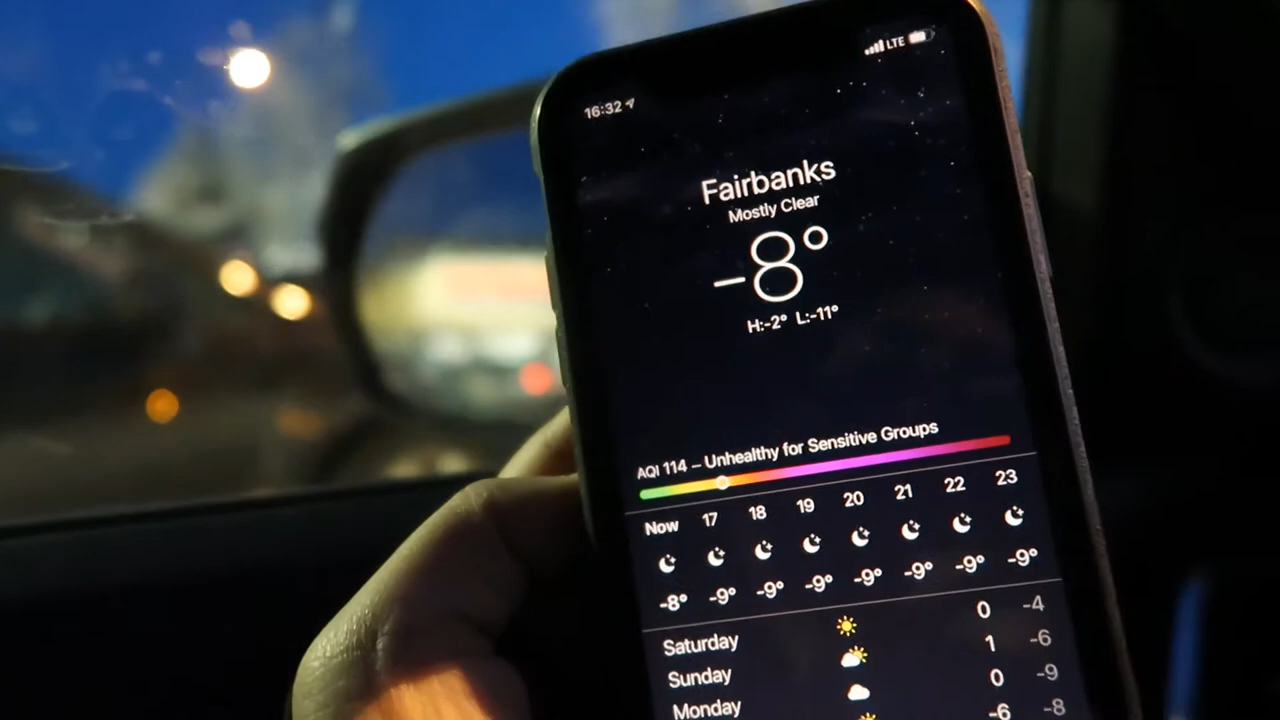 LTE
16:32
Fairbanks
Mostly Clear
-8°
H:-2° L:-11°
AQI 114 – Unhealthy for Sensitive Groups
Now 17 18 19 20 21 22 23
-8° -9° -9° -9° -9° -9° -9° -9°
Saturday 0 -4
Sunday 1 -6
Monday 0 -9
-6 -8